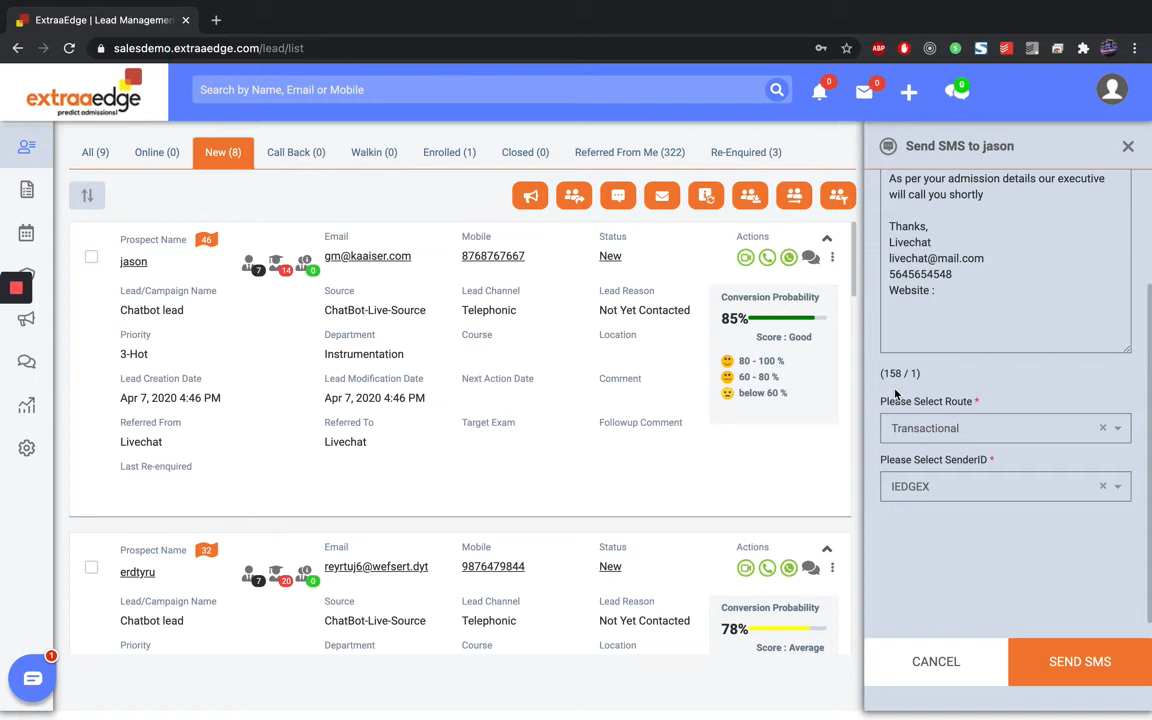 ExtraaEdge | Lead Managemen
salesdemo.extraaedge.com/lead/list
ABP
extraaedge
predict admissions!
Search by Name, Email or Mobile
0
0
0
All (9)
Online (0)
New (8)
Call Back (0)
Walkin (0)
Enrolled (1)
Closed (0)
Referred From Me (322)
Re-Enquired (3)
Prospect Name 46
jason
7
14
0
Email
gm@kaaiser.com
Mobile
8768767667
Status
New
Actions
Lead/Campaign Name
Chatbot lead
Source
ChatBot-Live-Source
Lead Channel
Telephonic
Lead Reason
Not Yet Contacted
Priority
3-Hot
Department
Instrumentation
Course
Location
Lead Creation Date
Apr 7, 2020 4:46 PM
Lead Modification Date
Apr 7, 2020 4:46 PM
Next Action Date
Comment
Referred From
Livechat
Referred To
Livechat
Target Exam
Followup Comment
Last Re-enquired
Conversion Probability
85%
Score : Good
80 - 100 %
60 - 80 %
below 60 %
Prospect Name 32
erdtyru
7
20
0
Email
reyrtuj6@wefsert.dyt
Mobile
9876479844
Status
New
Actions
Lead/Campaign Name
Chatbot lead
Source
ChatBot-Live-Source
Lead Channel
Telephonic
Lead Reason
Not Yet Contacted
Priority
Department
Course
Location
Conversion Probability
78%
Score : Average
1
Send SMS to jason
As per your admission details our executive
will call you shortly
Thanks,
Livechat
livechat@mail.com
5645654548
Website :
(158 / 1)
Please Select Route *
Transactional
Please Select SenderID *
IEDGEX
CANCEL
SEND SMS